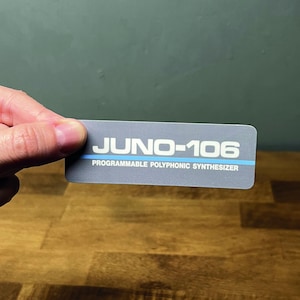 JUNO-106
PROGRAMMABLE POLYPHONIC SYNTHESIZER